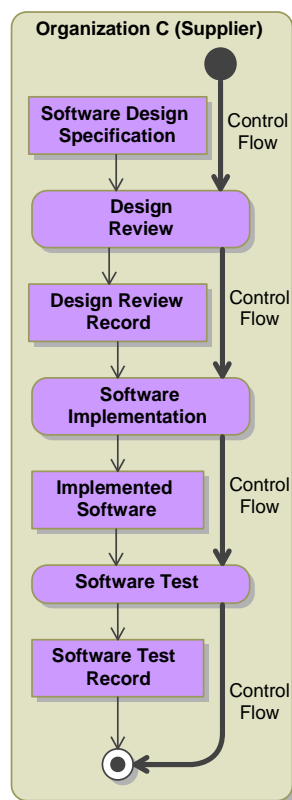 Organization C (Supplier)
Software Design
Specification
Control
Flow
Design
Review
Design Review
Record
Control
Flow
Software
Implementation
Implemented
Software
Control
Flow
Software Test
Software Test
Record
Control
Flow